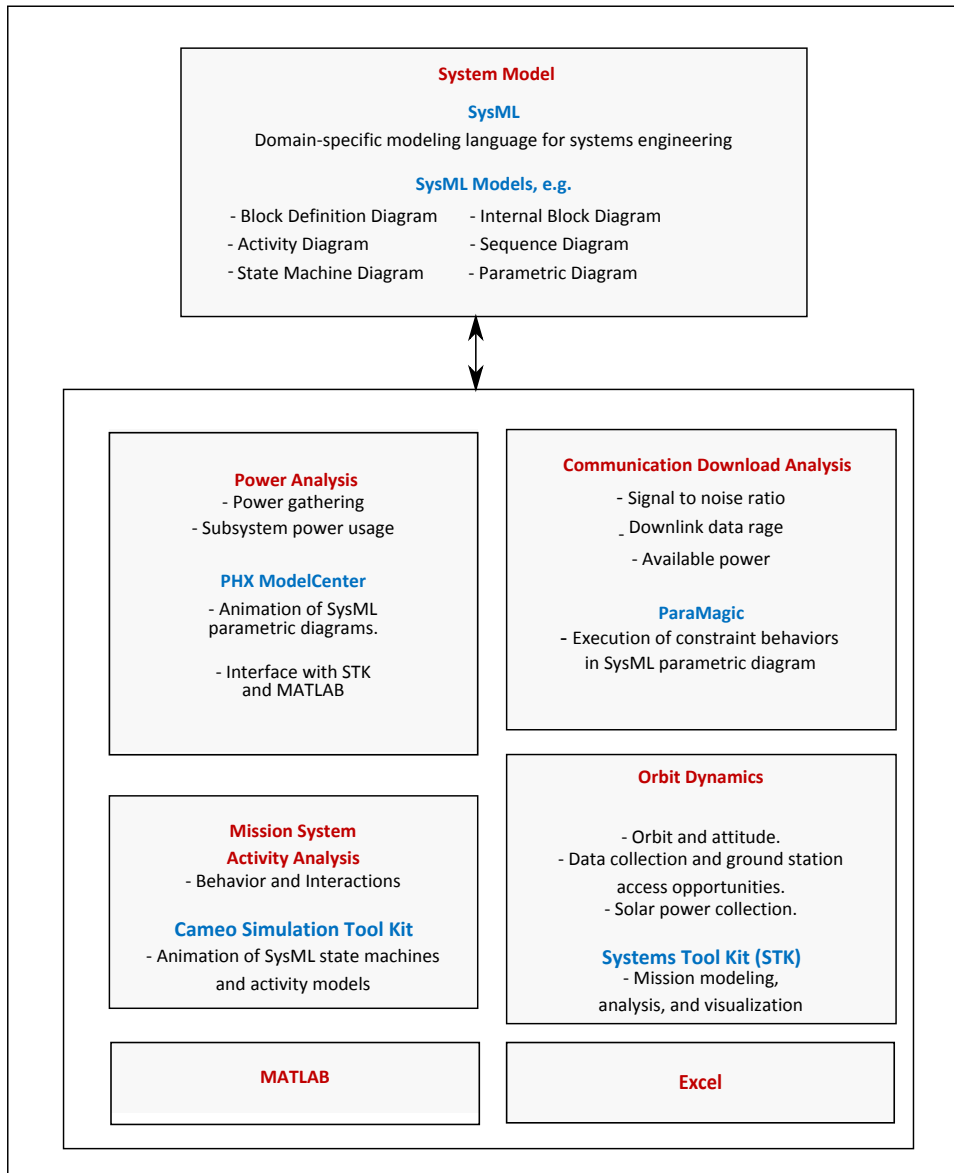 System Model
SysML
Domain-specific modeling language for systems engineering
SysML Models, e.g.
- Block Definition Diagram
- Activity Diagram
- State Machine Diagram
- Internal Block Diagram
- Sequence Diagram
- Parametric Diagram
Power Analysis
- Power gathering
- Subsystem power usage
PHX ModelCenter
- Animation of SysML
parametric diagrams.
- Interface with STK
and MATLAB
Communication Download Analysis
- Signal to noise ratio
- Downlink data rage
- Available power
ParaMagic
- Execution of constraint behaviors
in SysML parametric diagram
Mission System
Activity Analysis
- Behavior and Interactions
Cameo Simulation Tool Kit
- Animation of SysML state machines
and activity models
Orbit Dynamics
- Orbit and attitude.
- Data collection and ground station
access opportunities.
- Solar power collection.
Systems Tool Kit (STK)
- Mission modeling,
analysis, and visualization
MATLAB
Excel